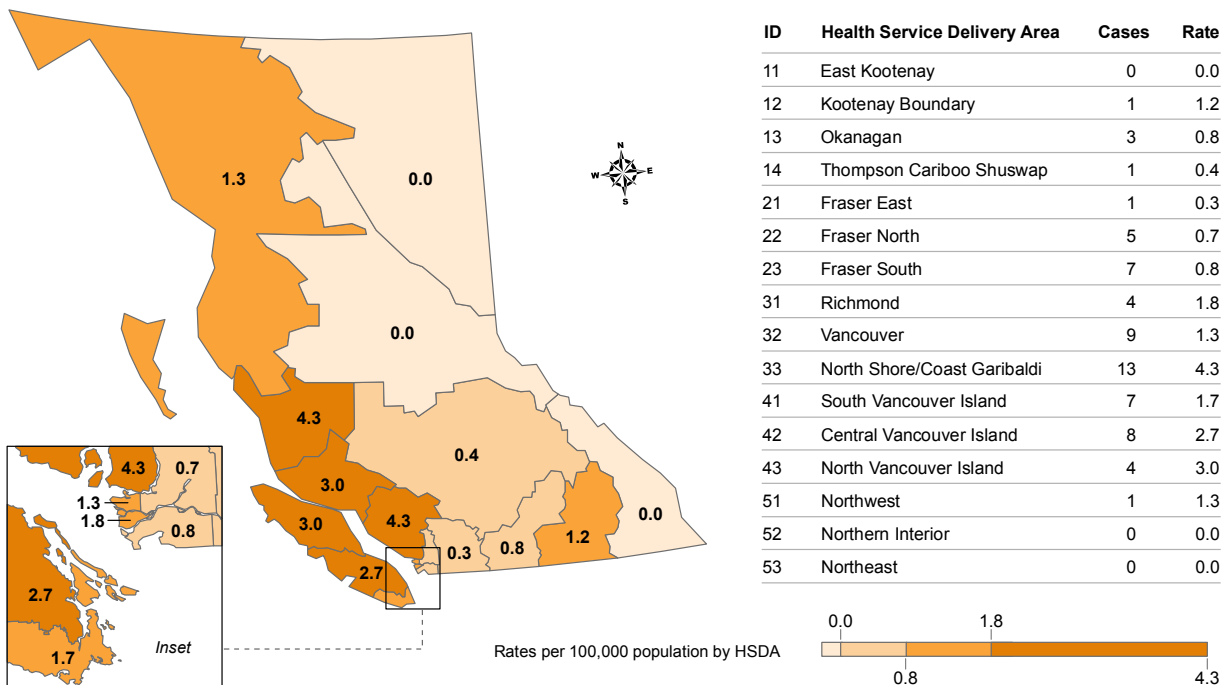 ID Health Service Delivery Area Cases Rate
11 East Kootenay 0 0.0
12 Kootenay Boundary 1 1.2
13 Okanagan 3 0.8
14 Thompson Cariboo Shuswap 1 0.4
21 Fraser East 1 0.3
22 Fraser North 5 0.7
23 Fraser South 7 0.8
31 Richmond 4 1.8
32 Vancouver 9 1.3
33 North Shore/Coast Garibaldi 13 4.3
41 South Vancouver Island 7 1.7
42 Central Vancouver Island 8 2.7
43 North Vancouver Island 4 3.0
51 Northwest 1 1.3
52 Northern Interior 0 0.0
53 Northeast 0 0.0
N
W E
S
1.3
0.0
0.0
4.3
0.4
3.0
3.0
4.3
0.3
0.8
1.2
0.0
2.7
4.3
0.7
1.3
1.8
0.8
2.7
1.7
Inset
Rates per 100,000 population by HSDA
0.0 1.8
0.8 4.3